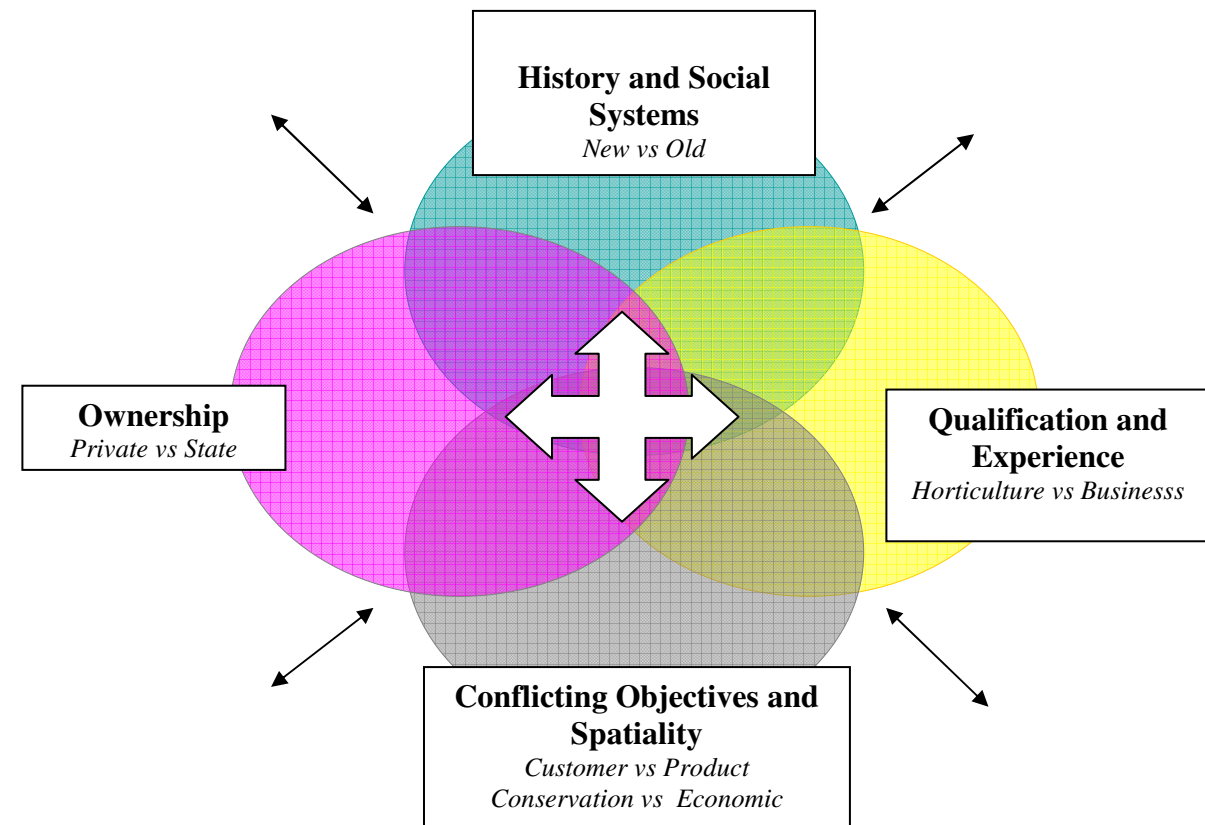 History and Social
Systems
New vs Old
Ownership
Private vs State
Qualification and
Experience
Horticulture vs Businesss
Conflicting Objectives and
Spatiality
Customer vs Product
Conservation vs  Economic